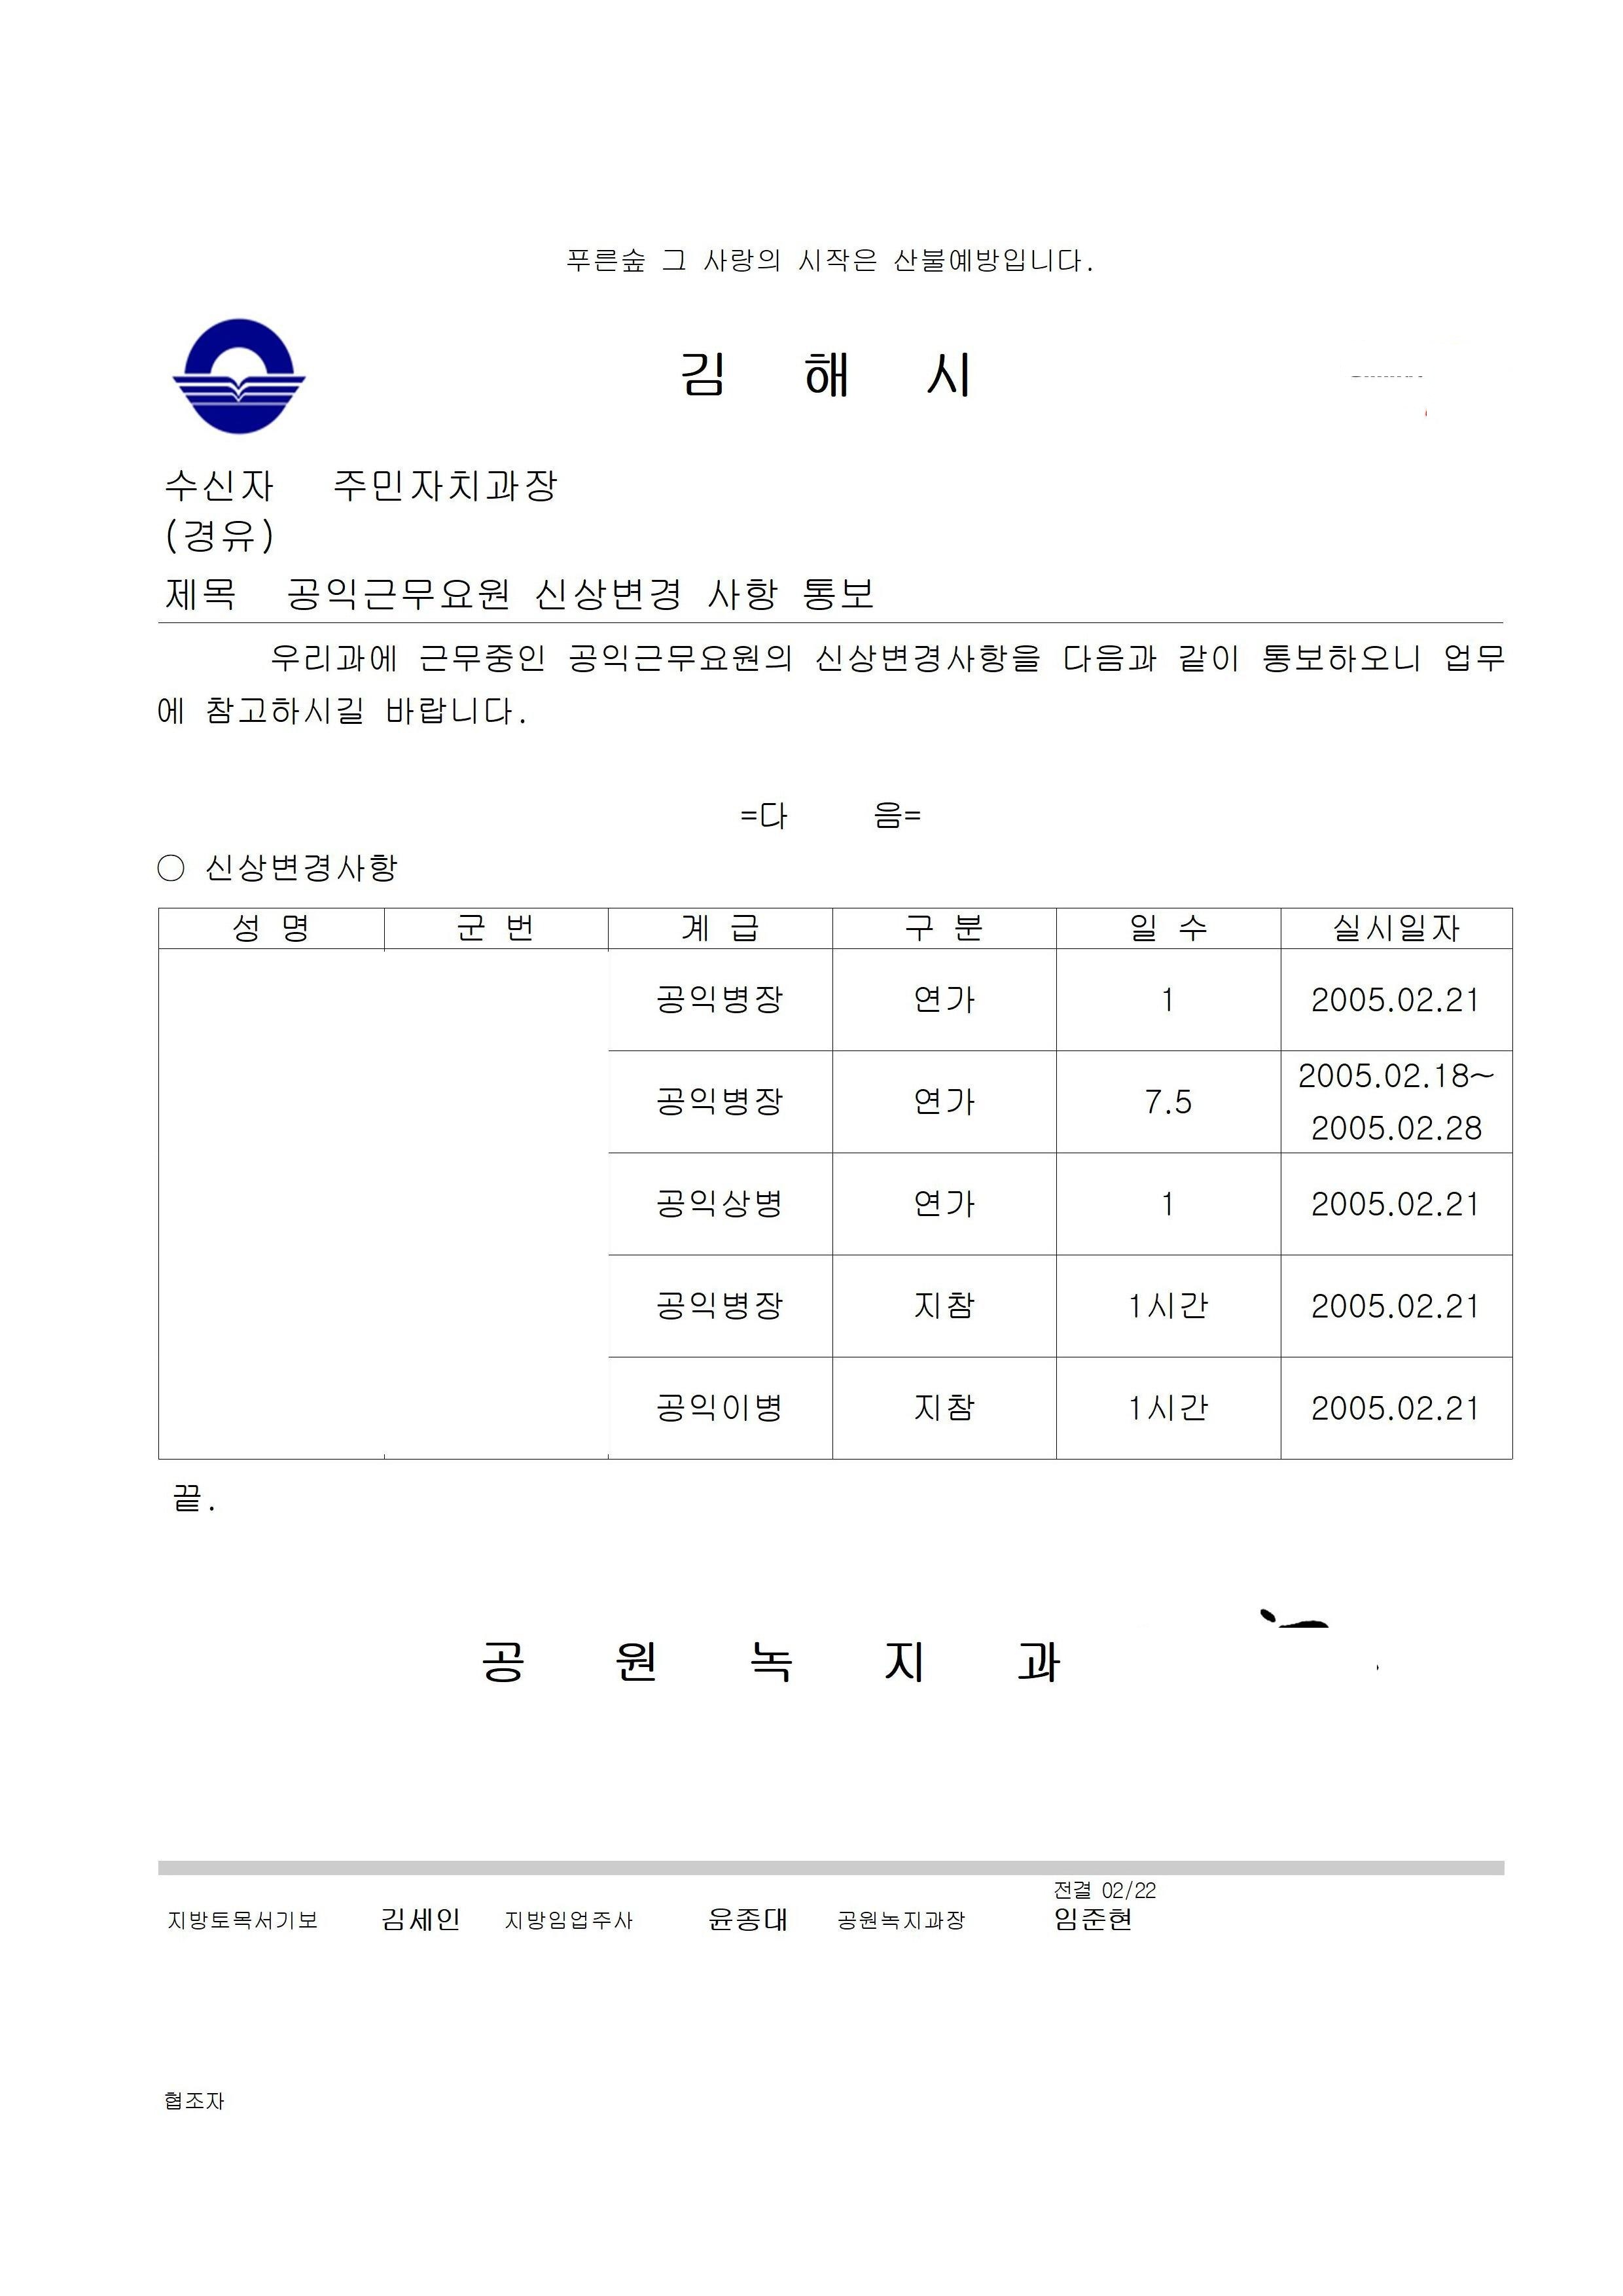 푸른숲 그 사랑의 시작은 산불예방입니다.
김 해 시
수신자 주민자치과장
(경유)
제목 공익근무요원 신상변경 사항 통보
우리과에 근무중인 공익근무요원의 신상변경사항을 다음과 같이 통보하오니 업무
에 참고하시길 바랍니다.
=다 음=
○ 신상변경사항
성 명 군 번 계 급 구 분 일 수 실시일자
공익병장 연가 1 2005.02.21
공익병장 연가 7.5 2005.02.18~
2005.02.28
공익상병 연가 1 2005.02.21
공익병장 지참 1시간 2005.02.21
공익이병 지참 1시간 2005.02.21
끝.
공 원 녹 지 과
전결 02/22
지방토목서기보 김세인 지방임업주사 윤종대 공원녹지과장 임준현
협조자